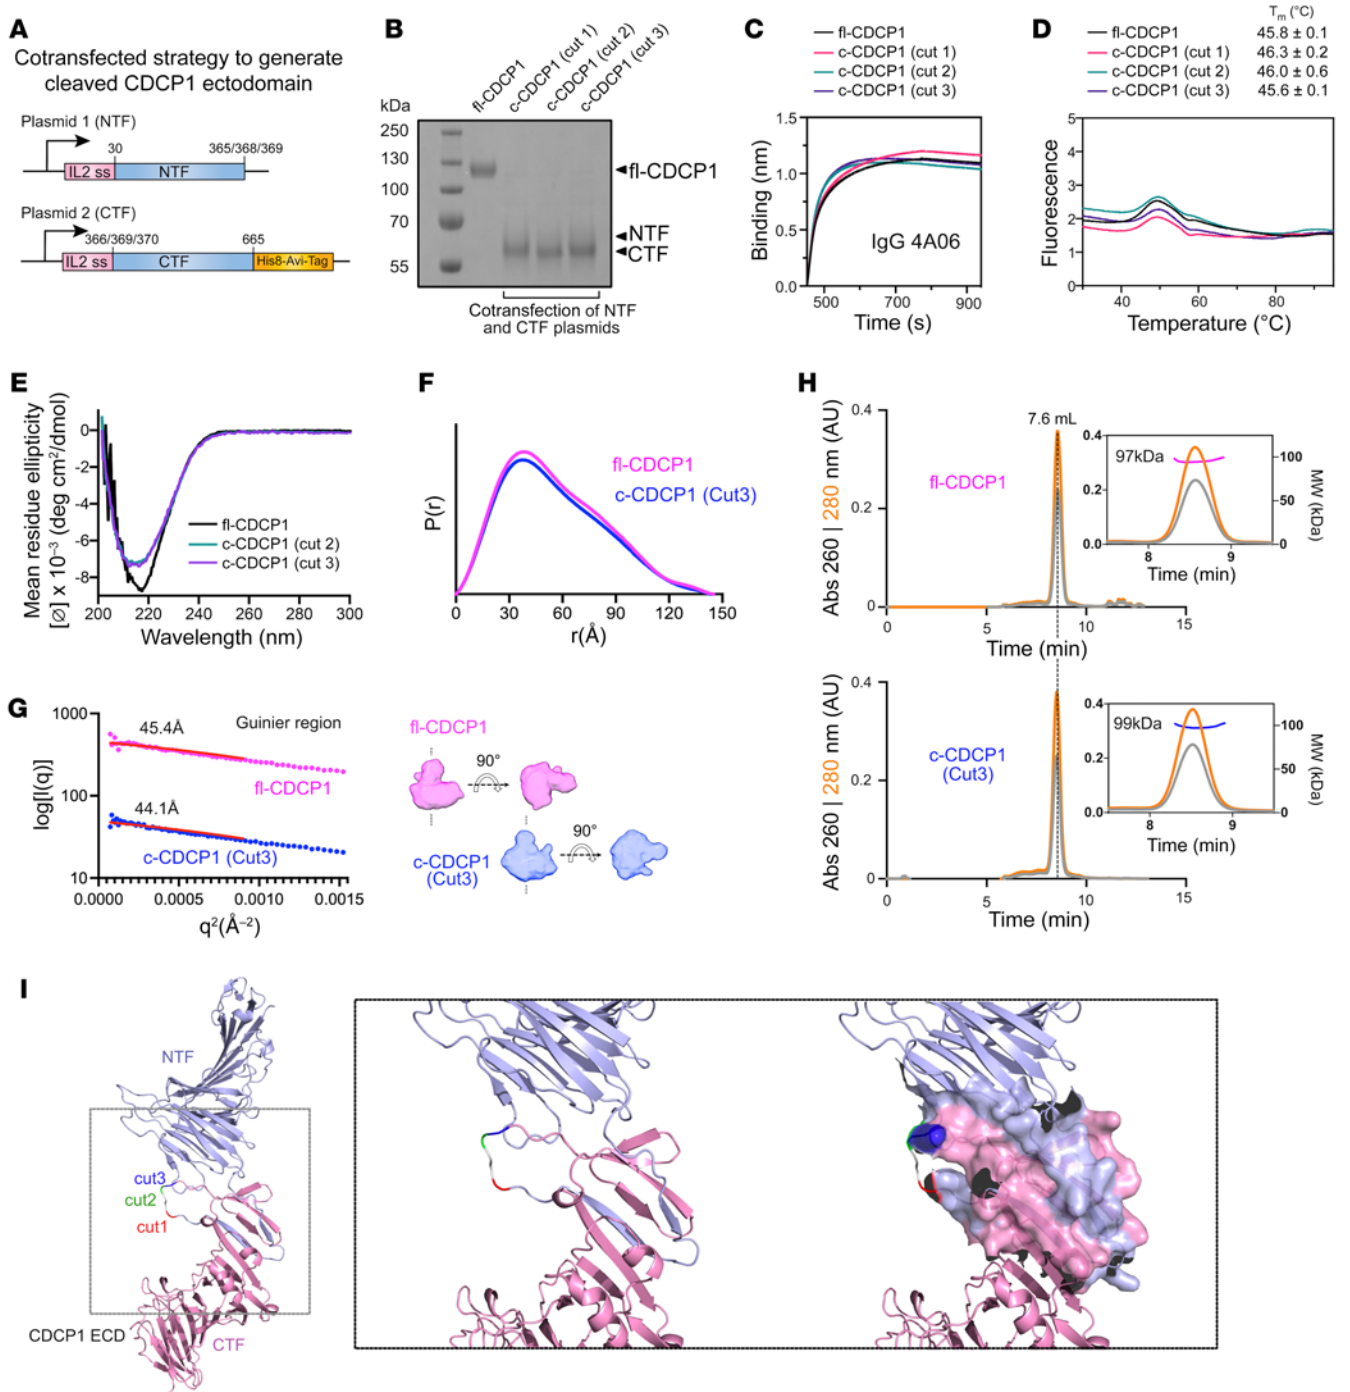 A
Cotransfected strategy to generate
cleaved CDCP1 ectodomain
Plasmid 1 (NTF)
30
365/368/369
IL2 ss
NTF
Plasmid 2 (CTF)
366/369/370
665
IL2 ss
CTF
His8-Avi-Tag
B
fl-CDCP1
c-CDCP1 (cut 1)
c-CDCP1 (cut 2)
c-CDCP1 (cut 3)
kDa
250
130
100
70
55
fl-CDCP1
NTF
CTF
Cotransfection of NTF
and CTF plasmids
C
fl-CDCP1
c-CDCP1 (cut 1)
c-CDCP1 (cut 2)
c-CDCP1 (cut 3)
Binding (nm)
1.5
1.0
0.5
0.0
IgG 4A06
500
700
900
Time (s)
D
Tm (°C)
fl-CDCP1
45.8 ± 0.1
c-CDCP1 (cut 1)
46.3 ± 0.2
c-CDCP1 (cut 2)
46.0 ± 0.6
c-CDCP1 (cut 3)
45.6 ± 0.1
Fluorescence
5
4
3
2
1
0
40
60
80
Temperature (°C)
E
Mean residue ellipticity
[∅] x 10⁻³ (deg cm²/dmol)
0
-2
-4
-6
-8
fl-CDCP1
c-CDCP1 (cut 2)
c-CDCP1 (cut 3)
200
220
240
260
280
300
Wavelength (nm)
F
P(r)
fl-CDCP1
c-CDCP1 (Cut3)
0
30
60
90
120
150
r(Å)
G
log[I(q)]
1000
100
10
45.4Å
Guinier region
fl-CDCP1
44.1Å
c-CDCP1 (Cut3)
0.0000
0.0005
0.0010
0.0015
q²(Å⁻²)
fl-CDCP1
90°
c-CDCP1
(Cut3)
90°
H
Abs 260 | 280 nm (AU)
0.4
0.2
0
7.6 mL
fl-CDCP1
0
5
10
15
Time (min)
0.4
0.2
0.0
97kDa
100
50
0
MW (kDa)
8
9
Time (min)
Abs 260 | 280 nm (AU)
0.4
0.2
0
c-CDCP1
(Cut3)
0
5
10
15
Time (min)
0.4
0.2
0.0
99kDa
100
50
0
MW (kDa)
8
9
Time (min)
I
NTF
cut3
cut2
cut1
CDCP1 ECD
CTF